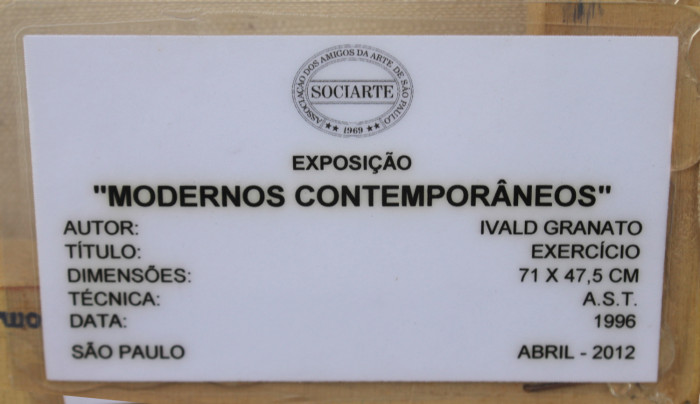 ASSOCIAÇÃO DOS AMIGOS DA ARTE DE SÃO PAULO
SOCIARTE
1969
EXPOSIÇÃO
"MODERNOS CONTEMPORÂNEOS"
AUTOR: IVALD GRANATO
TÍTULO: EXERCÍCIO
DIMENSÕES: 71 X 47,5 CM
TÉCNICA: A.S.T.
DATA: 1996
SÃO PAULO ABRIL - 2012